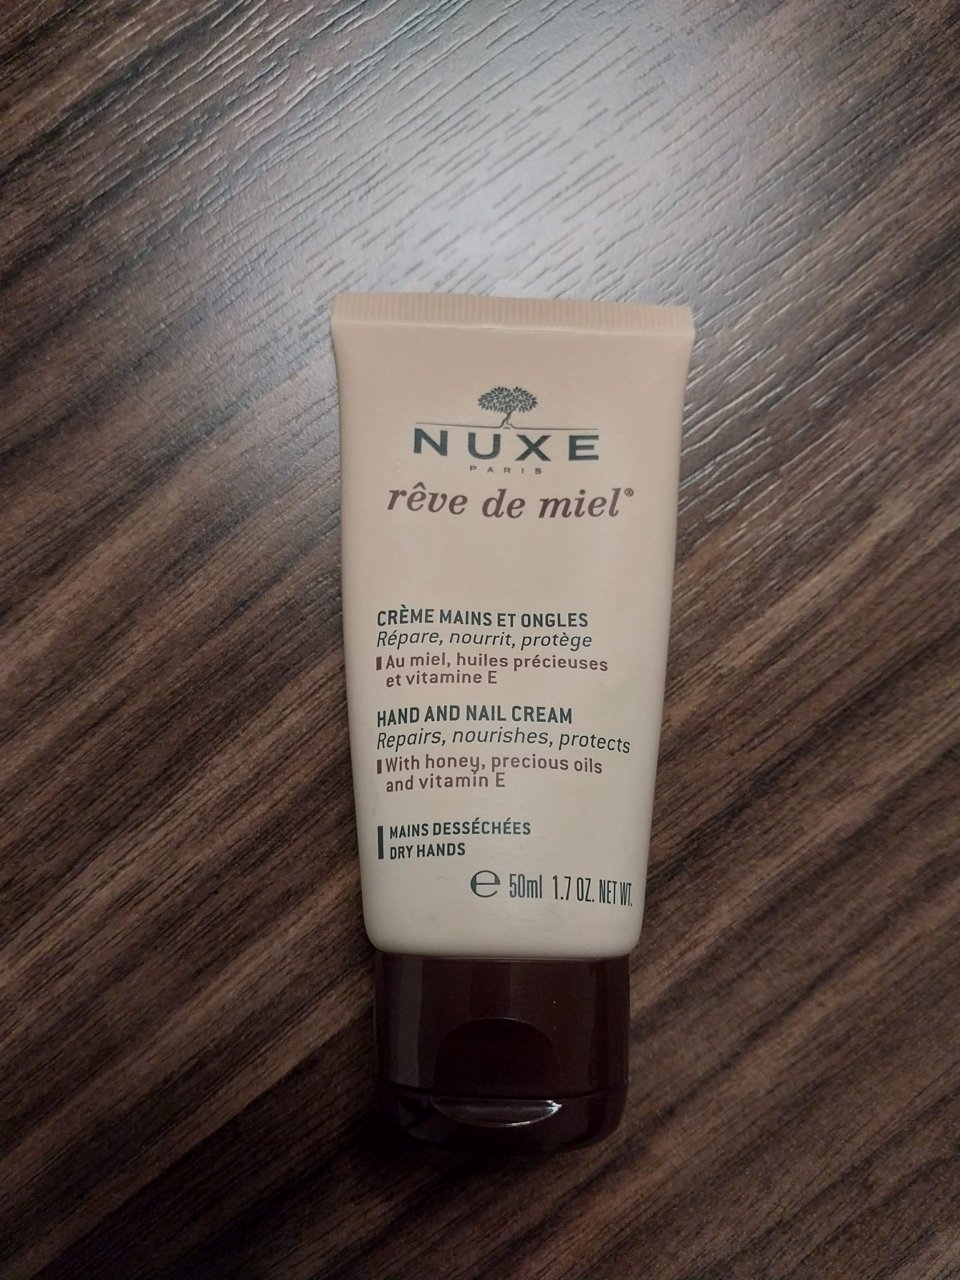 NUXE
PARIS
rêve de miel®
CRÈME MAINS ET ONGLES
Répare, nourrit, protège
Au miel, huiles précieuses
et vitamine E
HAND AND NAIL CREAM
Repairs, nourishes, protects
With honey, precious oils
and vitamin E
MAINS DESSÉCHÉES
DRY HANDS
℮ 50ml 1.7 OZ. NET WT.